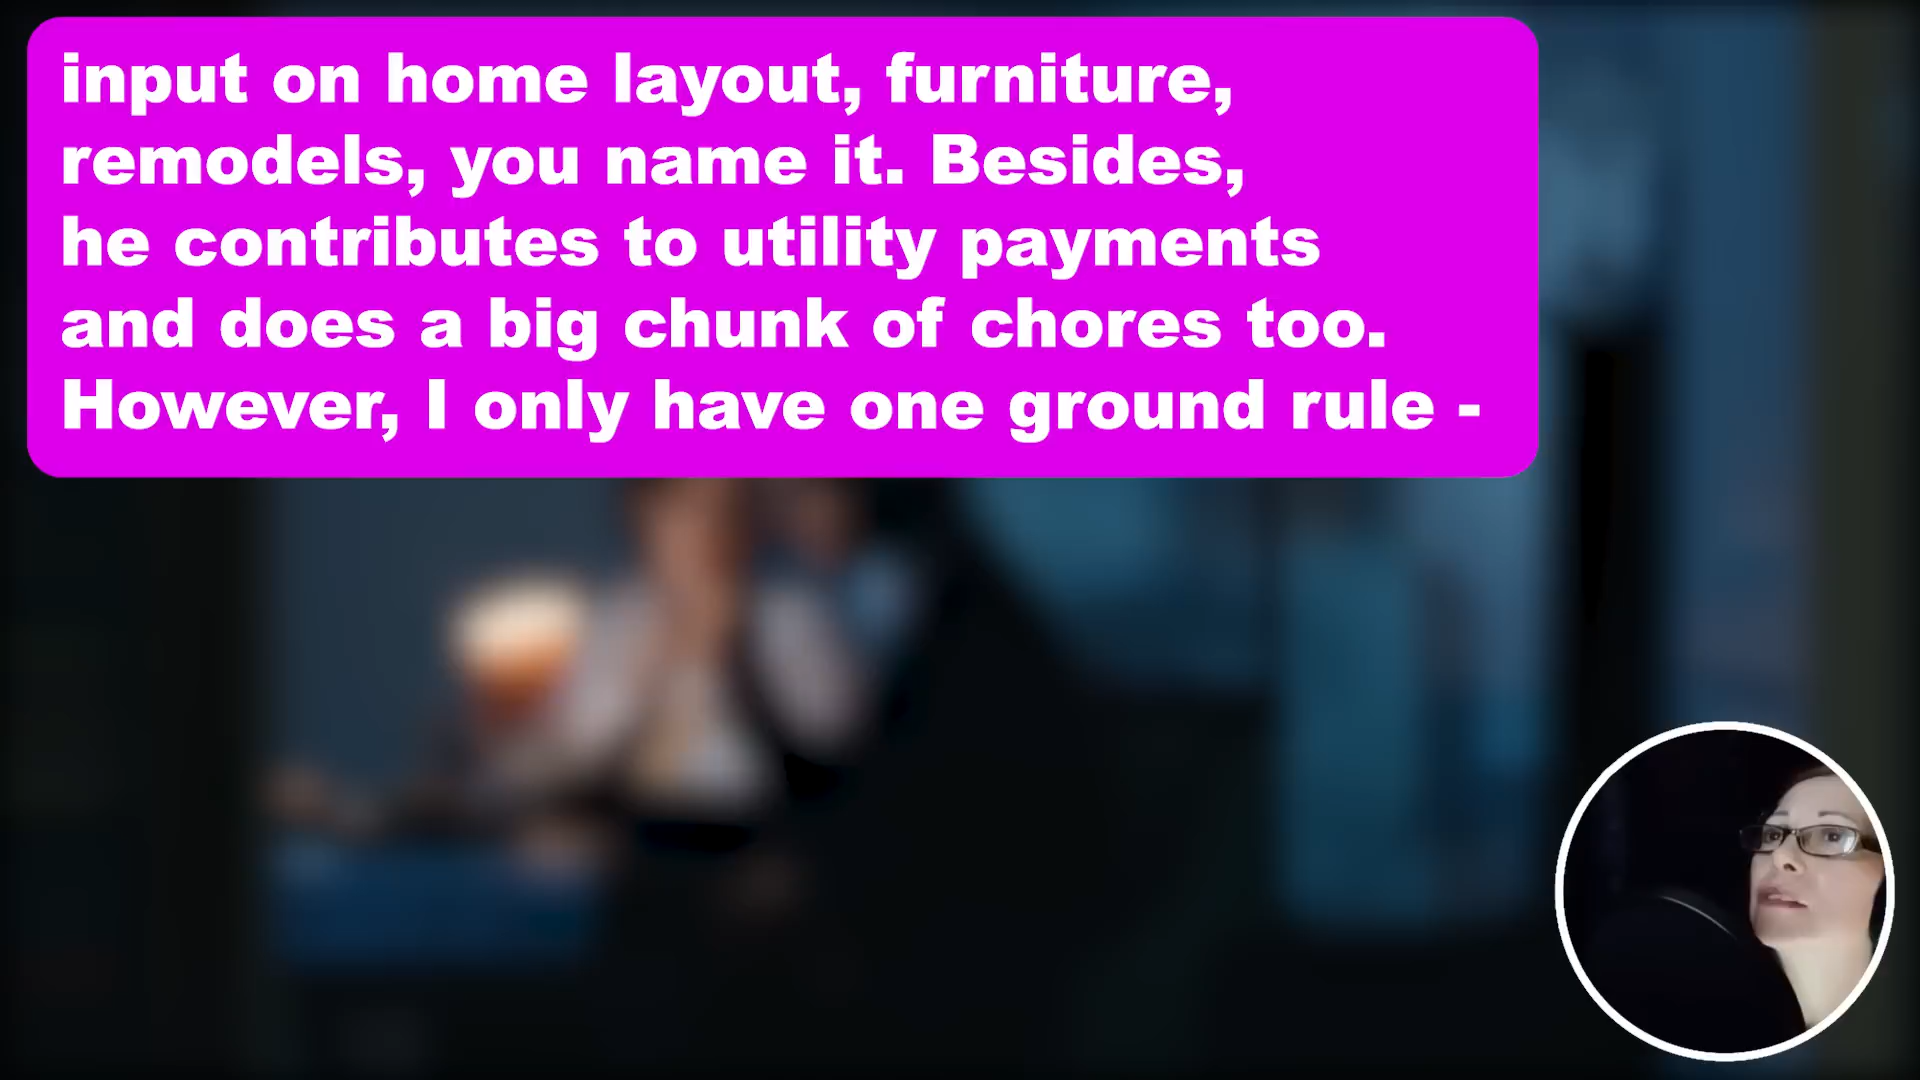 input on home layout, furniture,
remodels, you name it. Besides,
he contributes to utility payments
and does a big chunk of chores too.
However, I only have one ground rule -